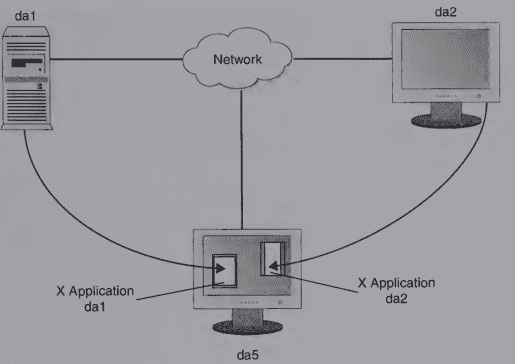 da1
da2
Network
X Application
da1
X Application
da2
da5